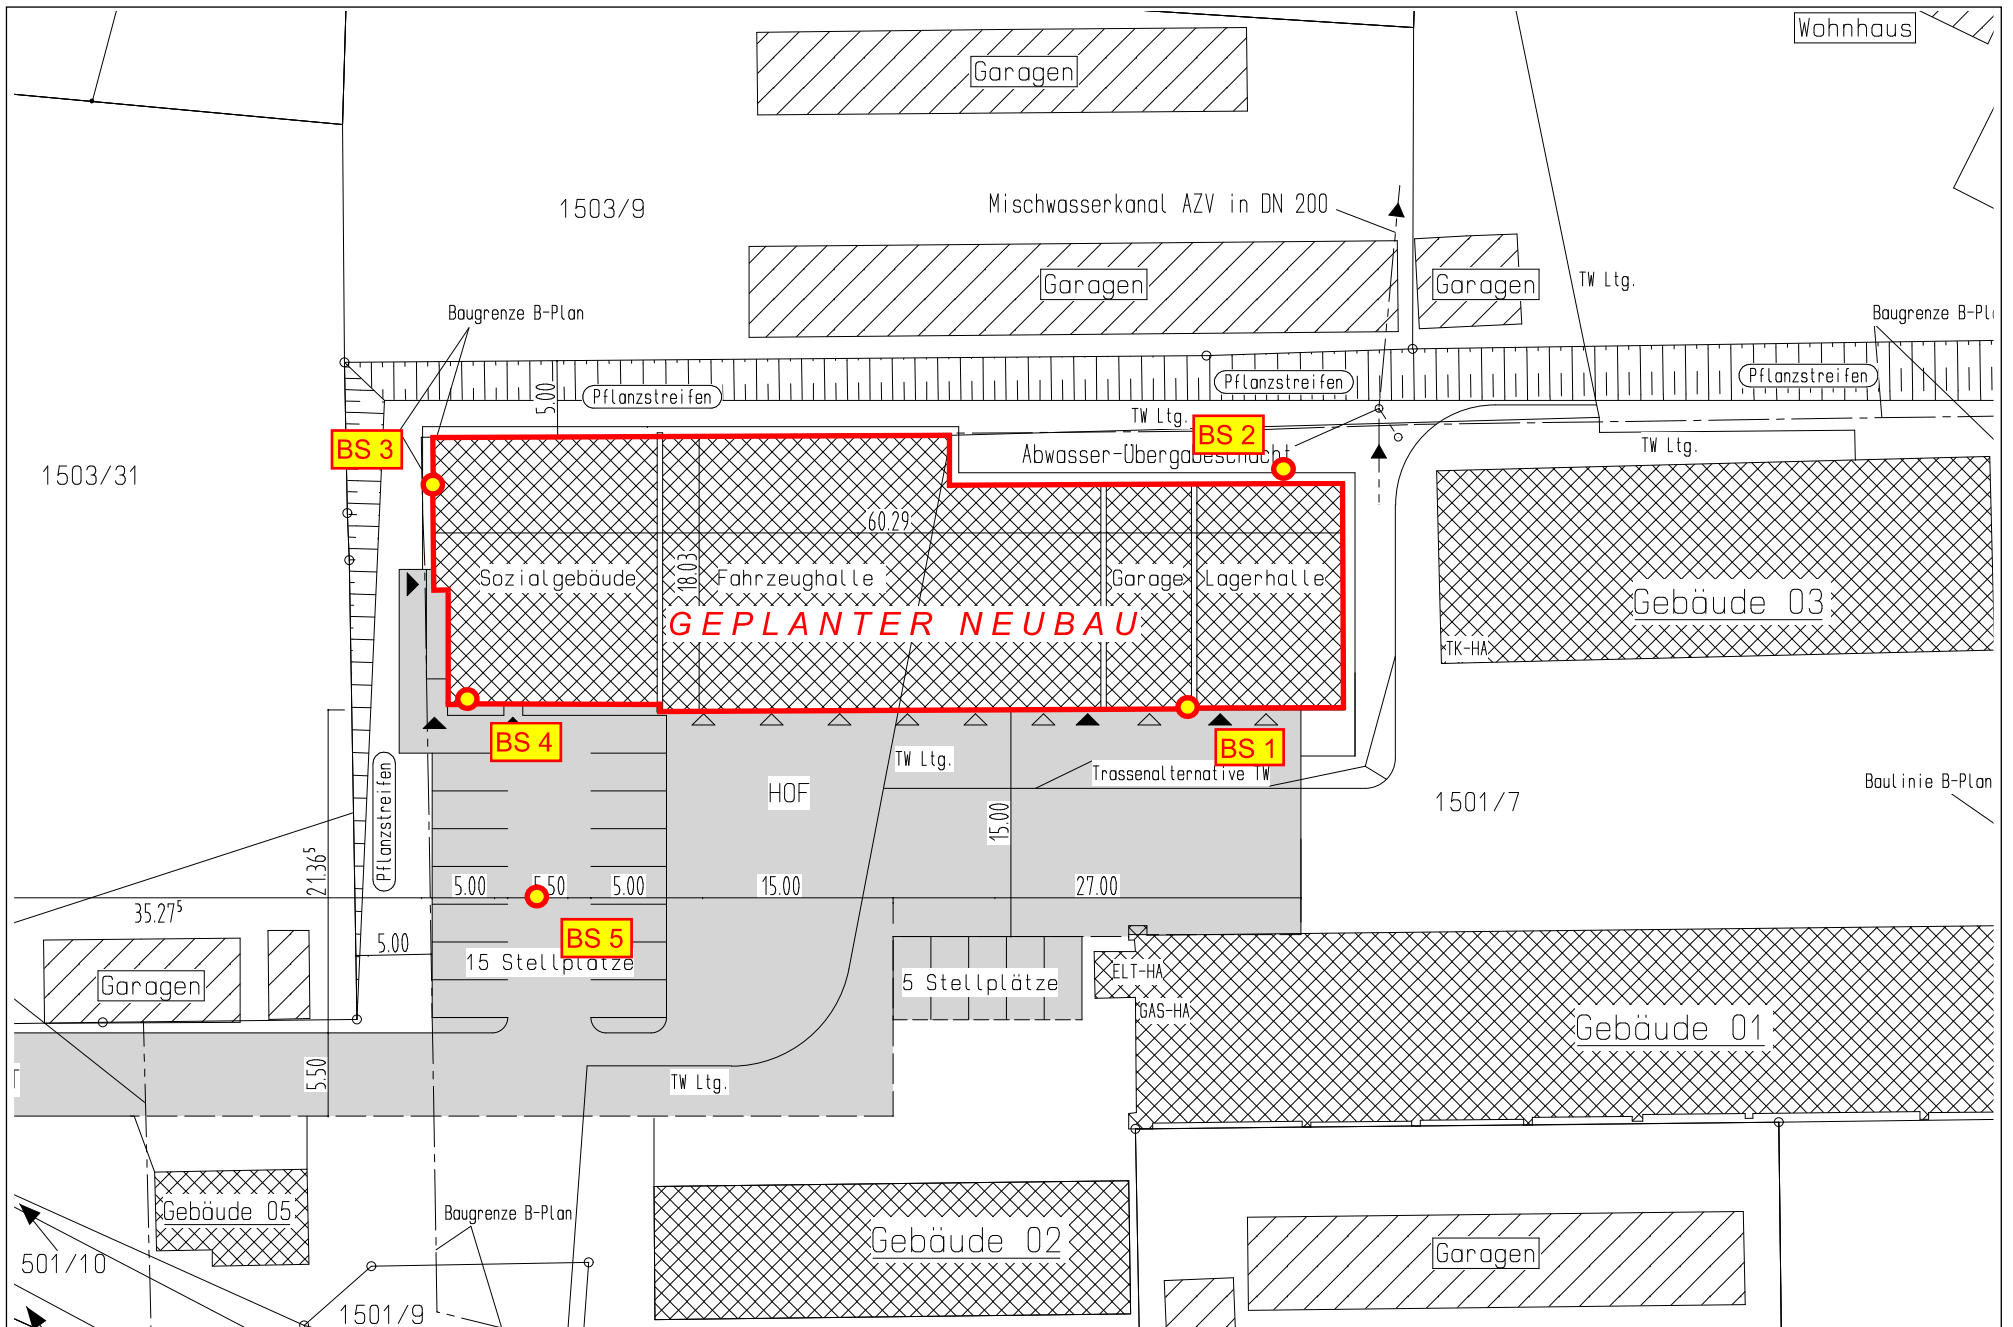 Wohnhaus
Garagen
1503/9
Mischwasserkanal AZV in DN 200
Garagen
Garagen
TW Ltg.
Baugrenze B-Plan
Baugrenze B-Pl
Pflanzstreifen
Pflanzstreifen
Pflanzstreifen
5.00
TW Ltg.
BS 3
BS 2
TW Ltg.
Abwasser-Übergabeschacht
1503/31
60.29
18.03
Sozialgebäude
Fahrzeughalle
Garage
Lagerhalle
GEPLANTER NEUBAU
Gebäude 03
TK-HA
BS 4
BS 1
TW Ltg.
Trassenalternative TW
HOF
15.00
1501/7
Baulinie B-Plan
Pflanzstreifen
21.36⁵
5.00
5.50
5.00
15.00
27.00
35.27⁵
5.00
BS 5
15 Stellplätze
5 Stellplätze
Garagen
ELT-HA
GAS-HA
Gebäude 01
5.50
TW Ltg.
Gebäude 05
Baugrenze B-Plan
Gebäude 02
Garagen
501/10
1501/9